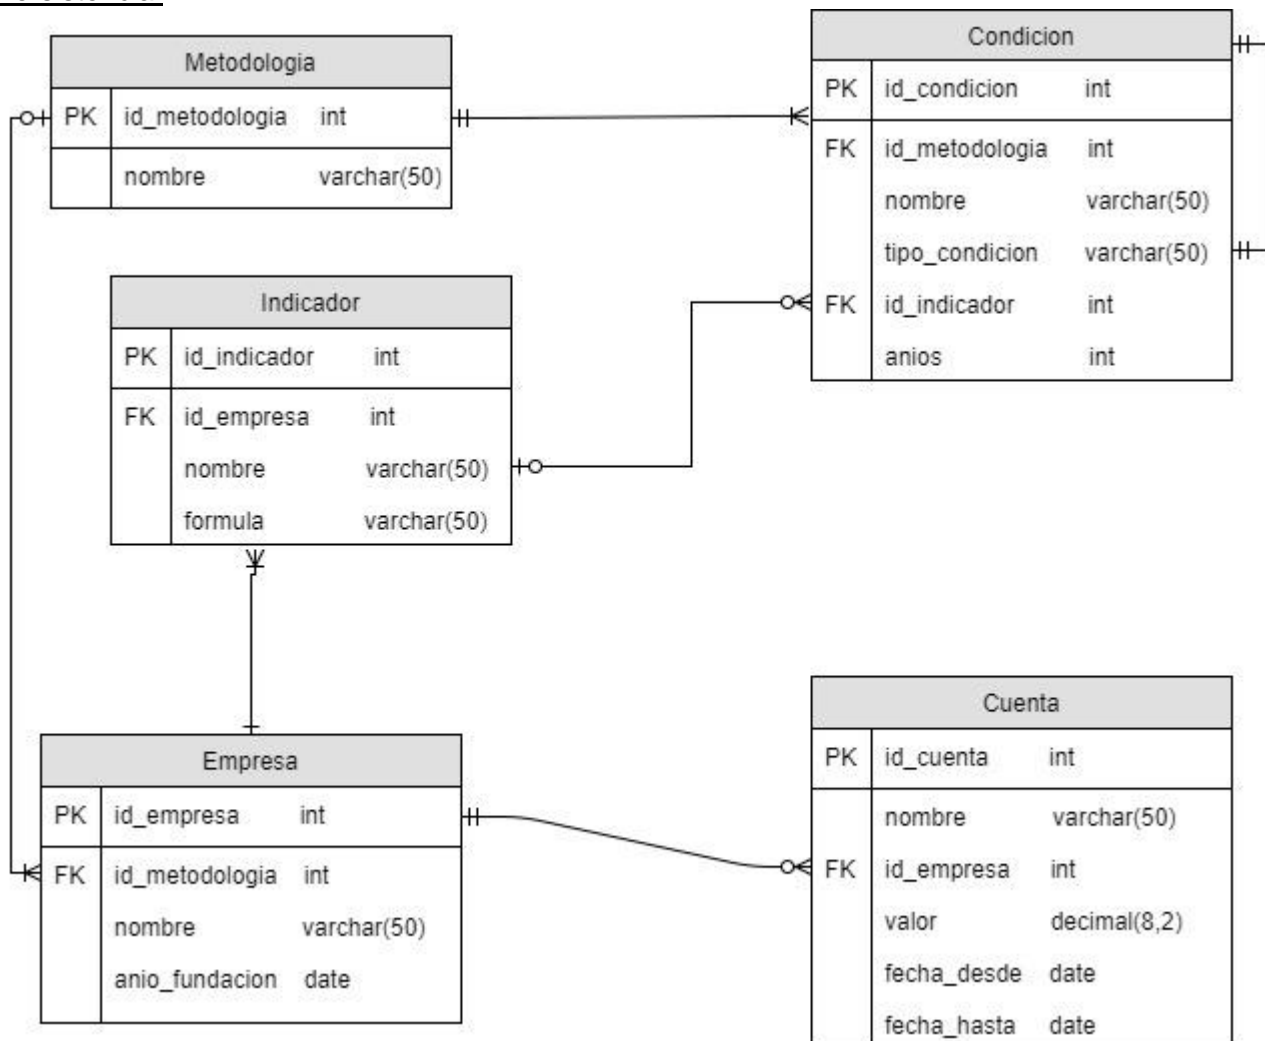 Metodologia
PK id_metodologia int
nombre varchar(50)
Condicion
PK id_condicion int
FK id_metodologia int
nombre varchar(50)
tipo_condicion varchar(50)
FK id_indicador int
anios int
Indicador
PK id_indicador int
FK id_empresa int
nombre varchar(50)
formula varchar(50)
Empresa
PK id_empresa int
FK id_metodologia int
nombre varchar(50)
anio_fundacion date
Cuenta
PK id_cuenta int
nombre varchar(50)
FK id_empresa int
valor decimal(8,2)
fecha_desde date
fecha_hasta date